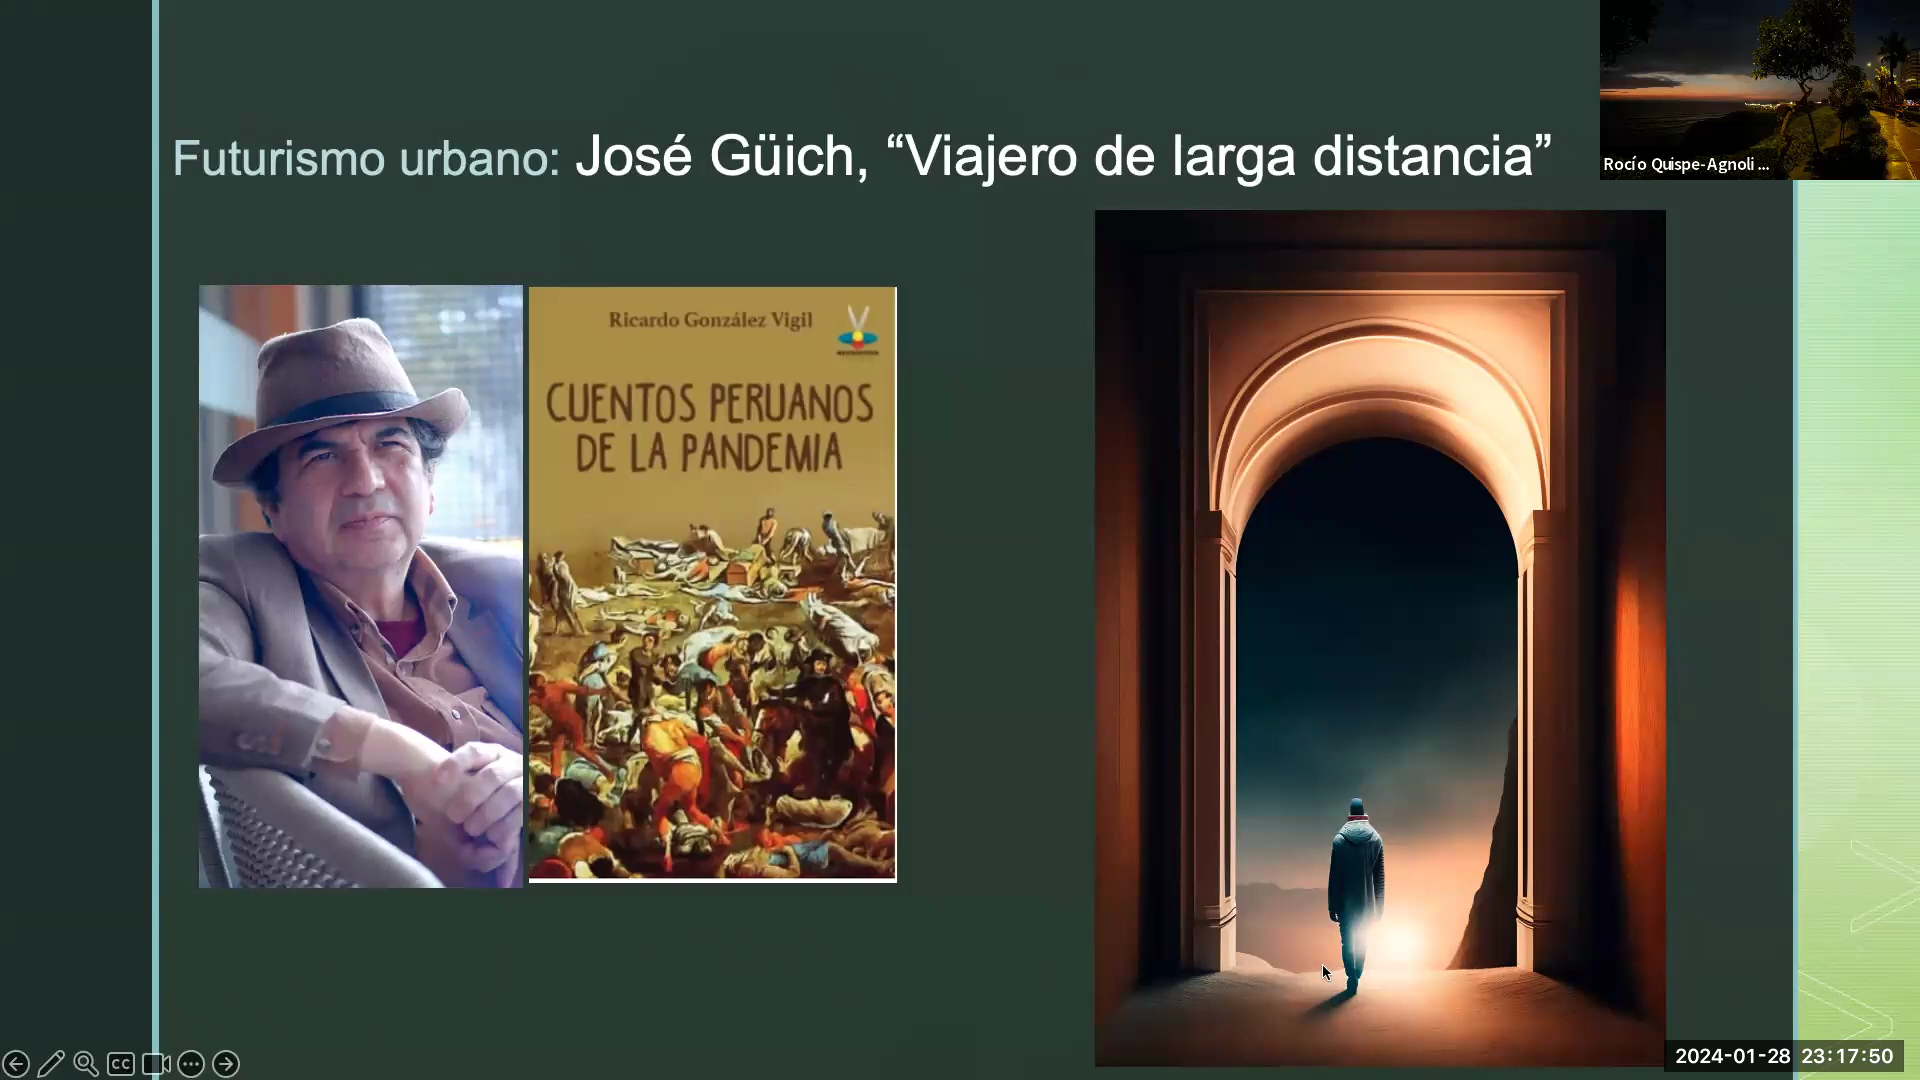 Futurismo urbano: José Güich, “Viajero de larga distancia”
Rocío Quispe-Agnoli ...
Ricardo González Vigil
CUENTOS PERUANOS
DE LA PANDEMIA
CC
2024-01-28 23:17:50